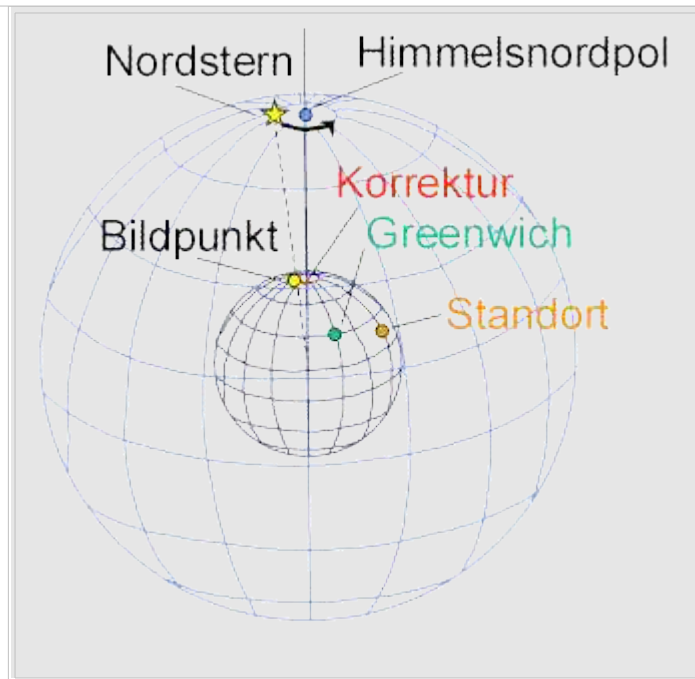 Nordstern
Himmelsnordpol
Korrektur
Bildpunkt
Greenwich
Standort